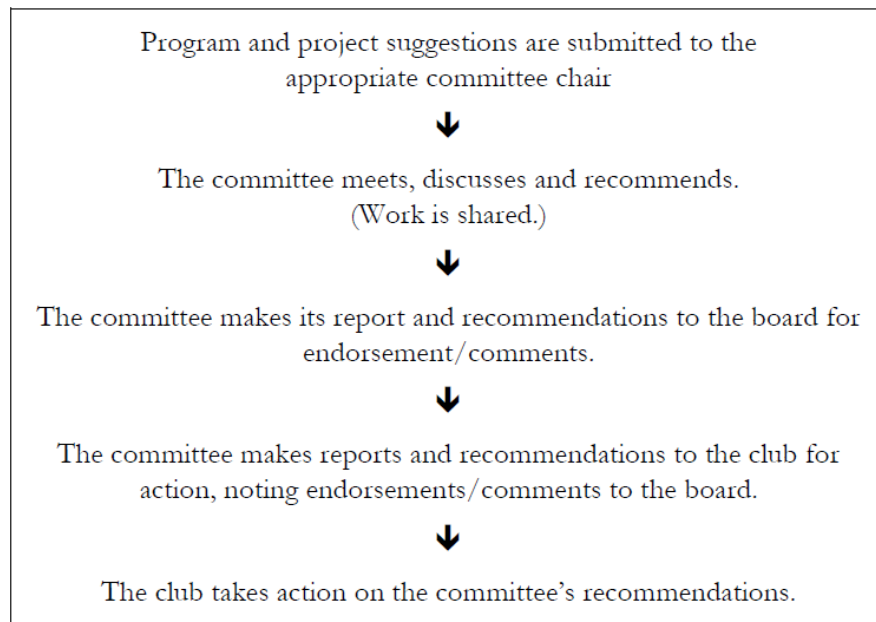 Program and project suggestions are submitted to the
appropriate committee chair
The committee meets, discusses and recommends.
(Work is shared.)
The committee makes its report and recommendations to the board for
endorsement/comments.
The committee makes reports and recommendations to the club for
action, noting endorsements/comments to the board.
The club takes action on the committee's recommendations.